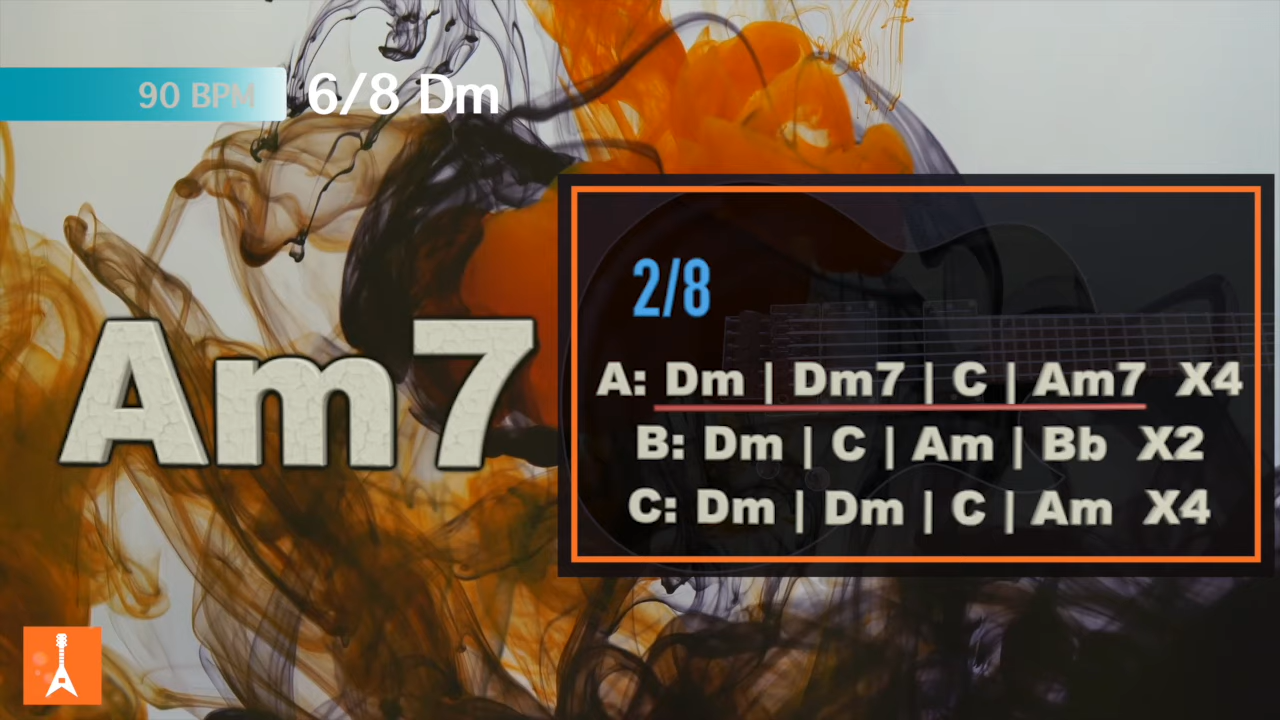 90 BPM 6/8 Dm
Am7
2/8
A: Dm | Dm7 | C | Am7 X4
B: Dm | C | Am | Bb X2
C: Dm | Dm | C | Am X4